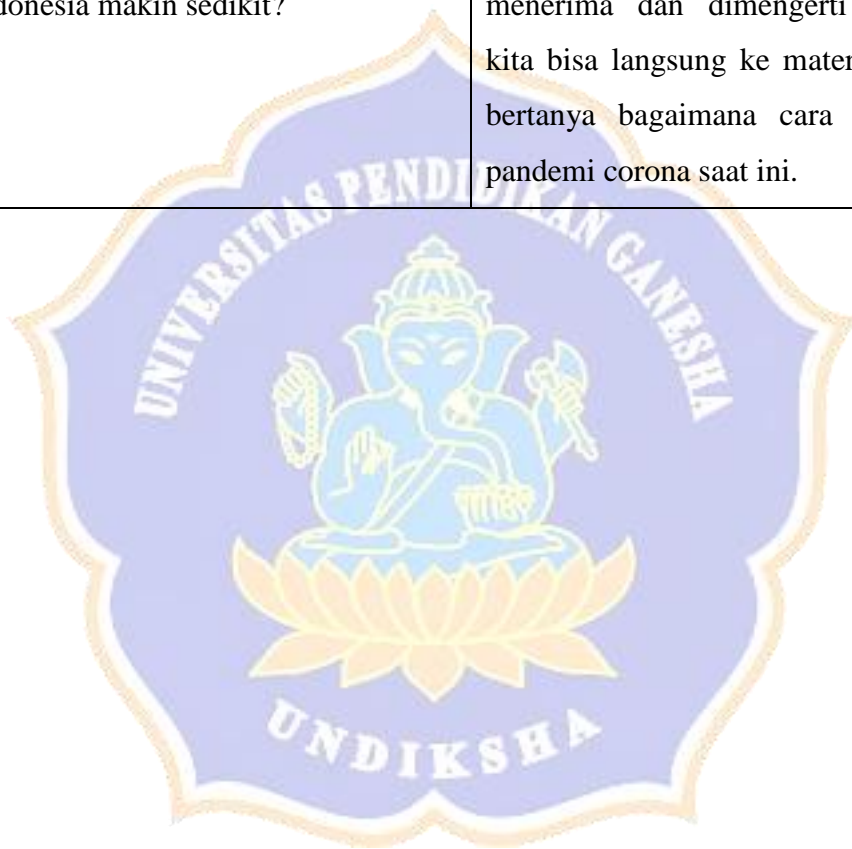 donesia makin sedikit?
menerima dan dimengerti
kita bisa langsung ke mater
bertanya bagaimana cara
pandemi corona saat ini.
UNIVERSITAS PENDIDIKAN GANESHA
UNDIKSHA